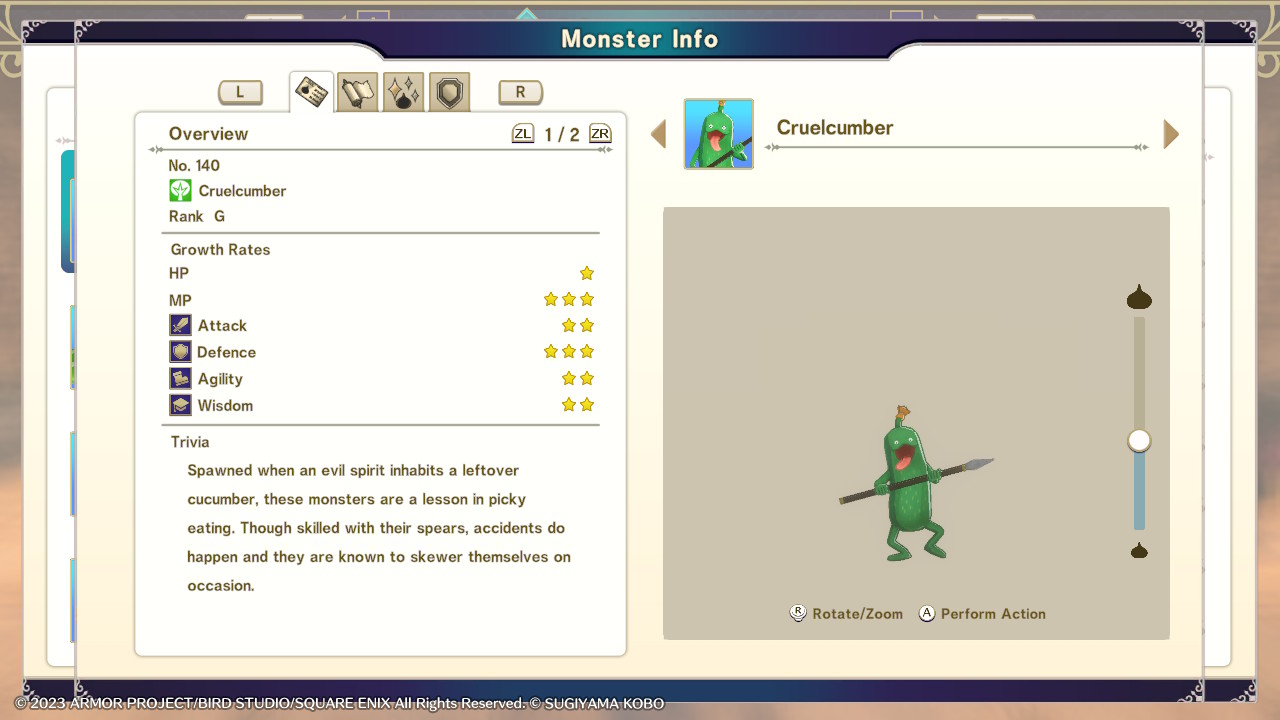 Monster Info
L
R
Overview
ZL 1 / 2 ZR
No. 140
Cruelcumber
Rank G
Growth Rates
HP
MP
Attack
Defence
Agility
Wisdom
Trivia
Spawned when an evil spirit inhabits a leftover
cucumber, these monsters are a lesson in picky
eating. Though skilled with their spears, accidents do
happen and they are known to skewer themselves on
occasion.
Cruelcumber
R Rotate/Zoom A Perform Action
© 2023 ARMOR PROJECT/BIRD STUDIO/SQUARE ENIX All Rights Reserved. © SUGIYAMA KOBO